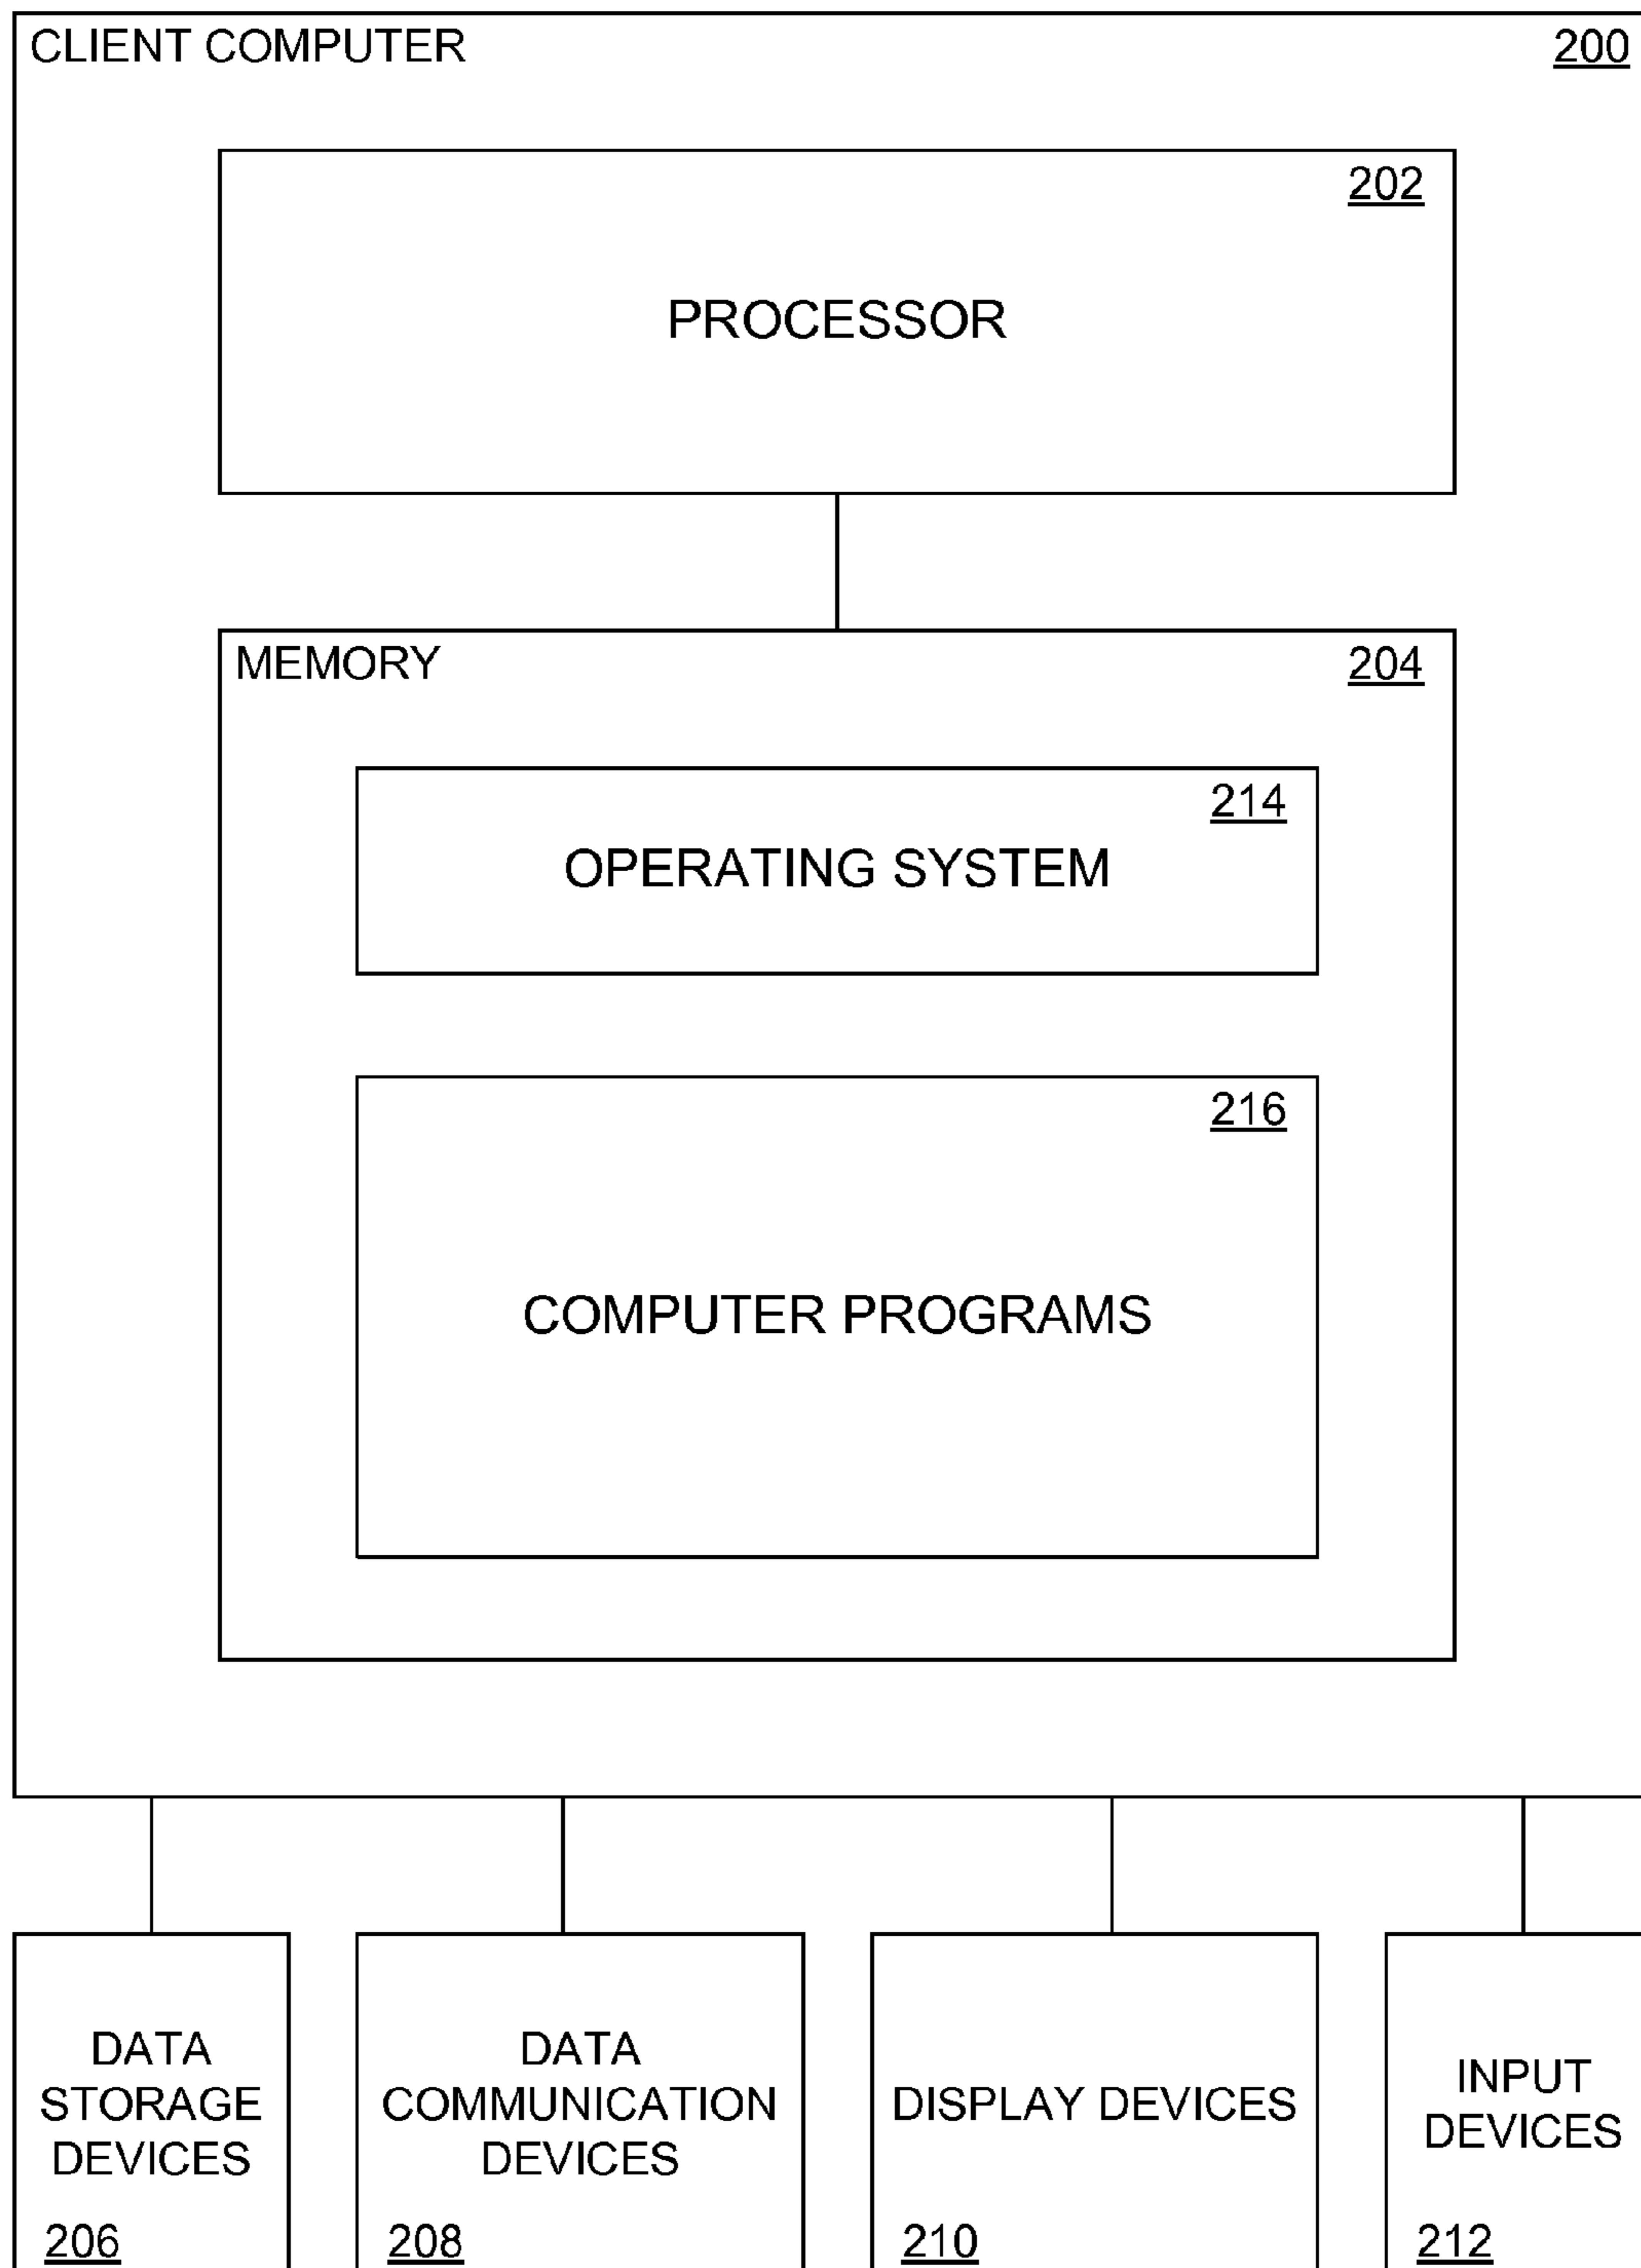 CLIENT COMPUTER 200
202
PROCESSOR
MEMORY 204
214
OPERATING SYSTEM
216
COMPUTER PROGRAMS
DATA
STORAGE
DEVICES
206
DATA
COMMUNICATION
DEVICES
208
DISPLAY DEVICES
210
INPUT
DEVICES
212